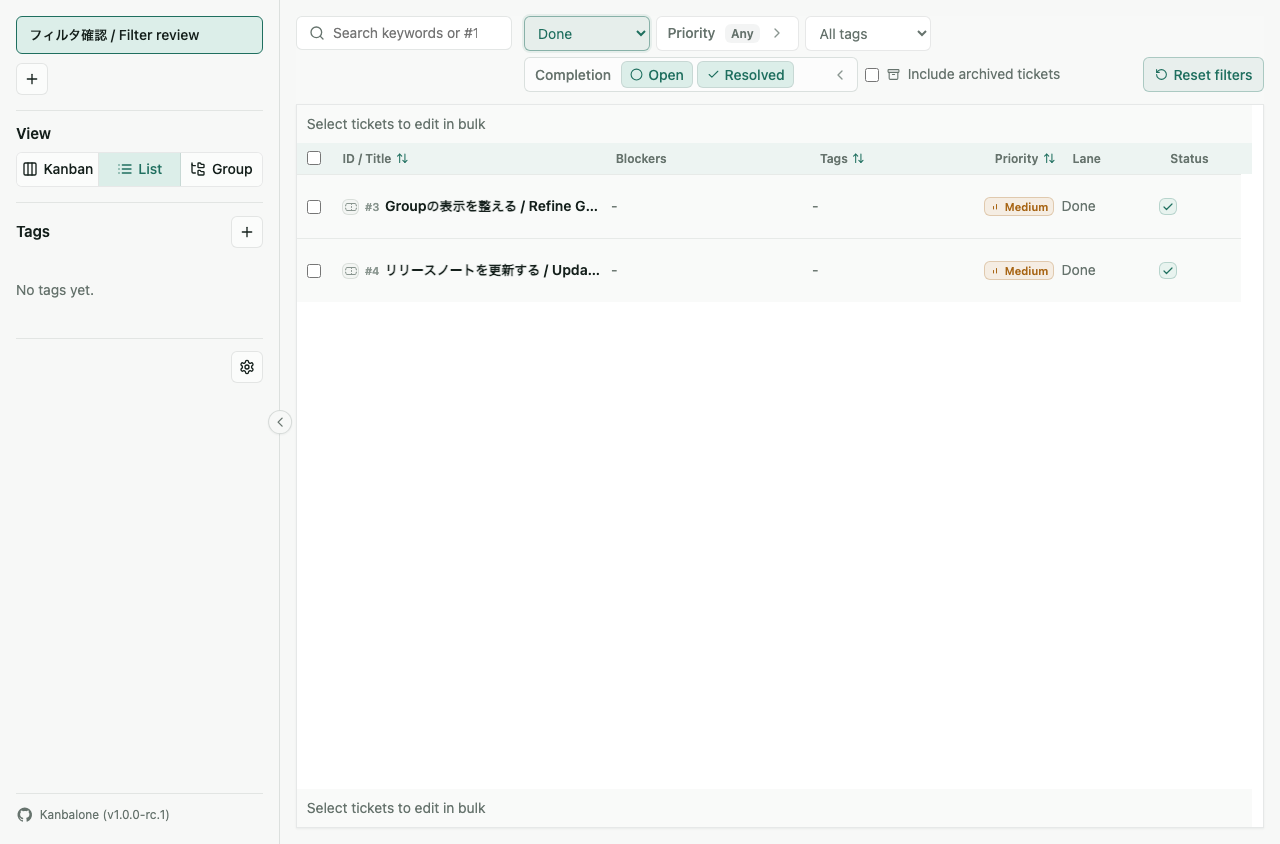 フィルタ確認 / Filter review
View
Kanban
List
Group
Tags
No tags yet.
Kanbalone (v1.0.0-rc.1)
Search keywords or #1
Done
Priority Any
All tags
Completion Open Resolved
Include archived tickets
Reset filters
Select tickets to edit in bulk
ID / Title Blockers Tags Priority Lane Status
#3 Groupの表示を整える / Refine G... - - Medium Done
#4 リリースノートを更新する / Upda... - - Medium Done
Select tickets to edit in bulk